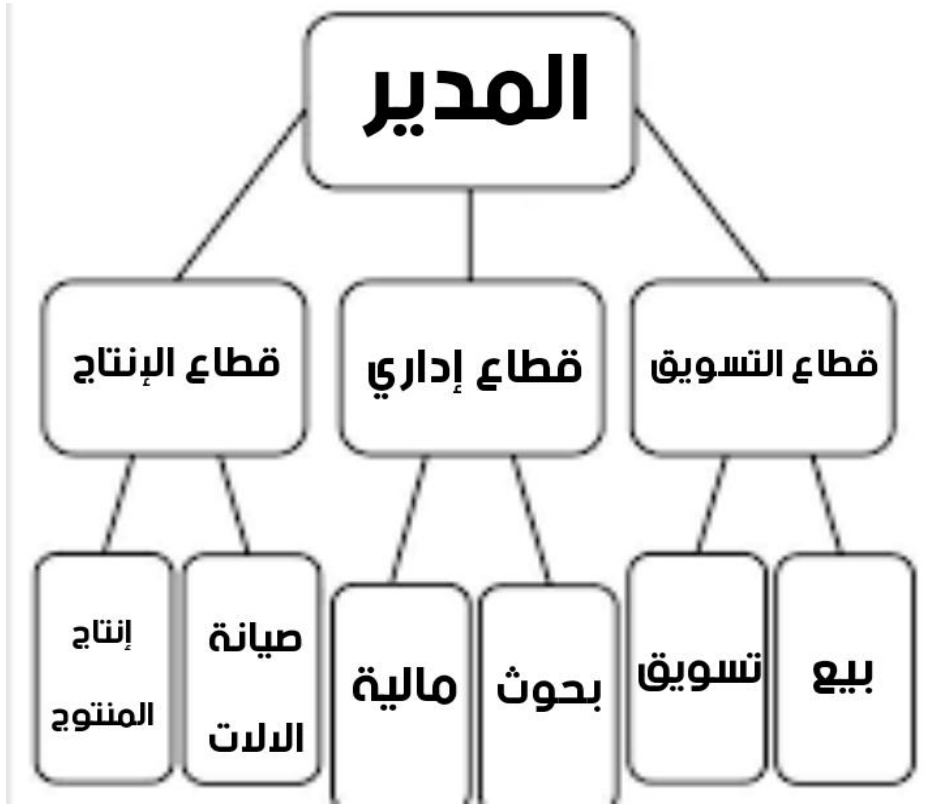 المدير
قطاع التسويق
قطاع إداري
قطاع الإنتاج
بيع
تسويق
بحوث
مالية
صيانة
الالات
إنتاج
المنتوج